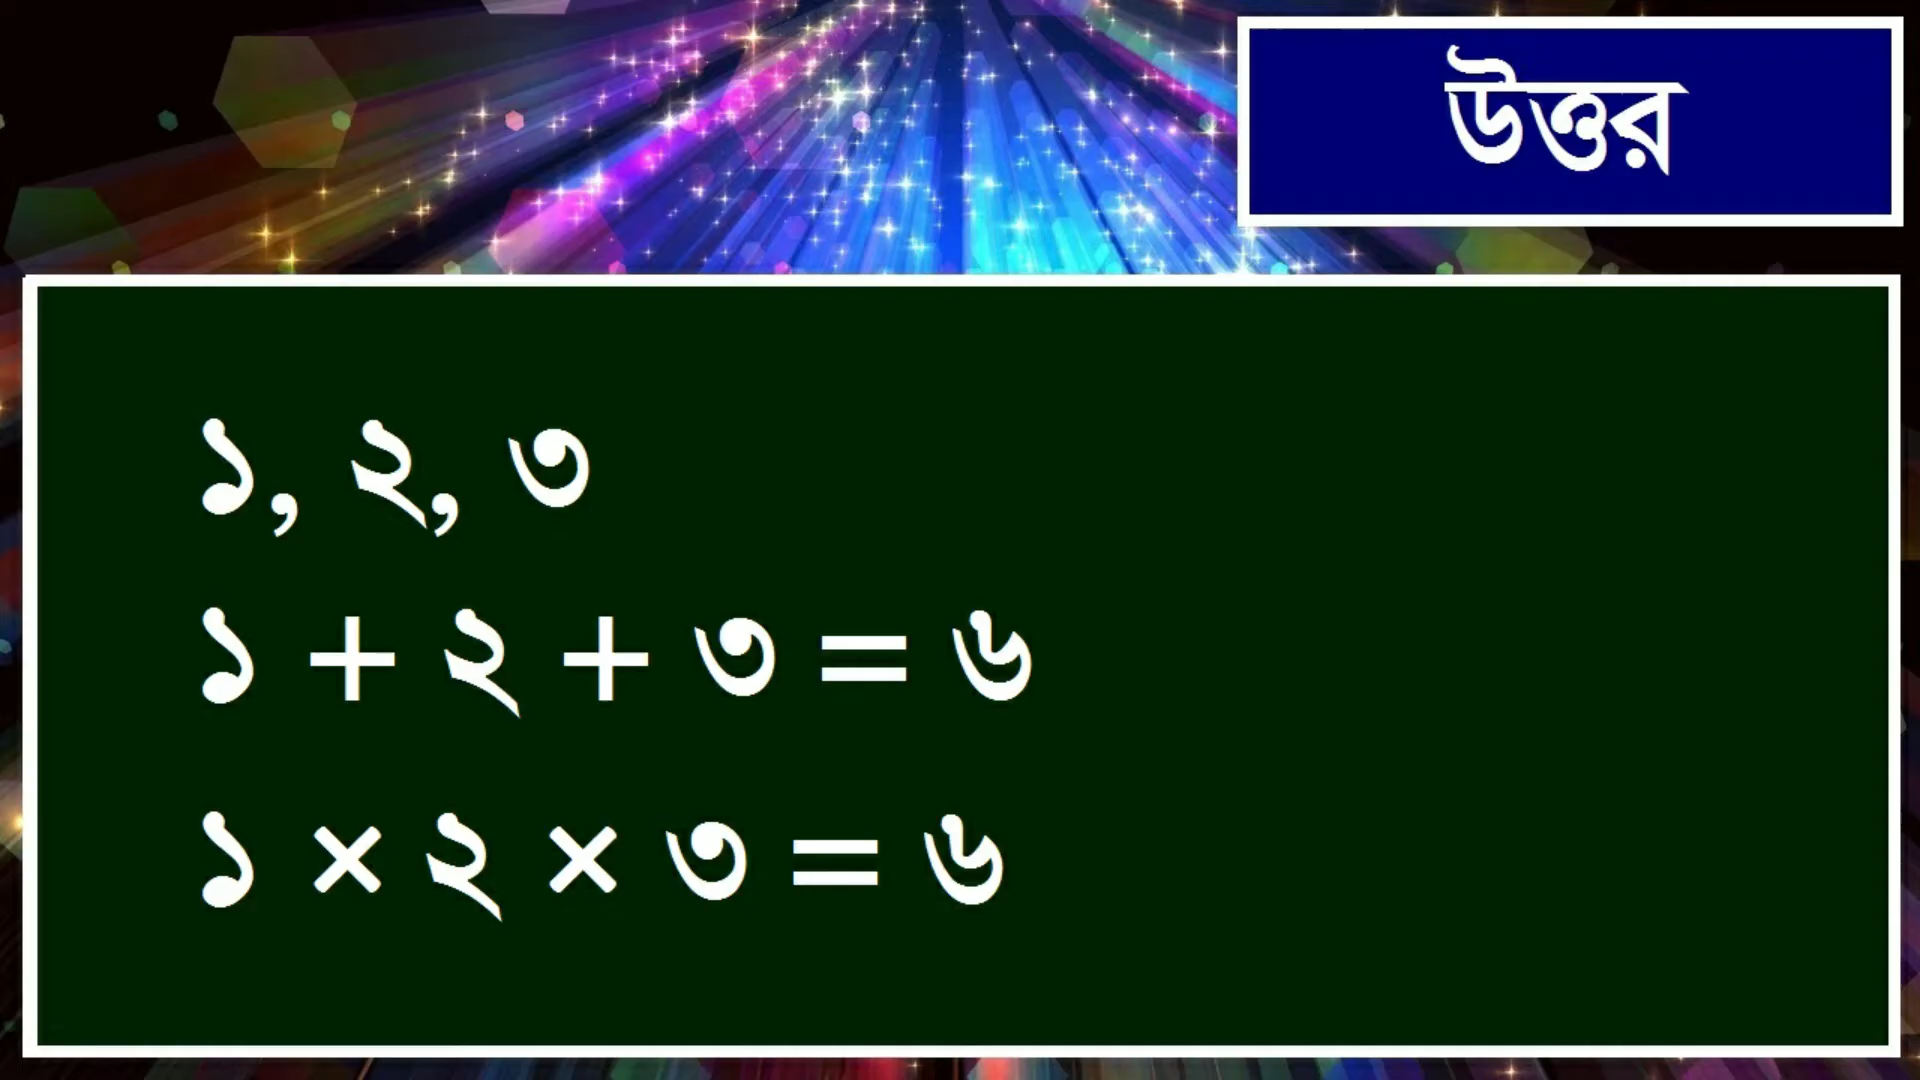 উত্তর
১, ২, ৩
১ + ২ + ৩ = ৬
১ × ২ × ৩ = ৬